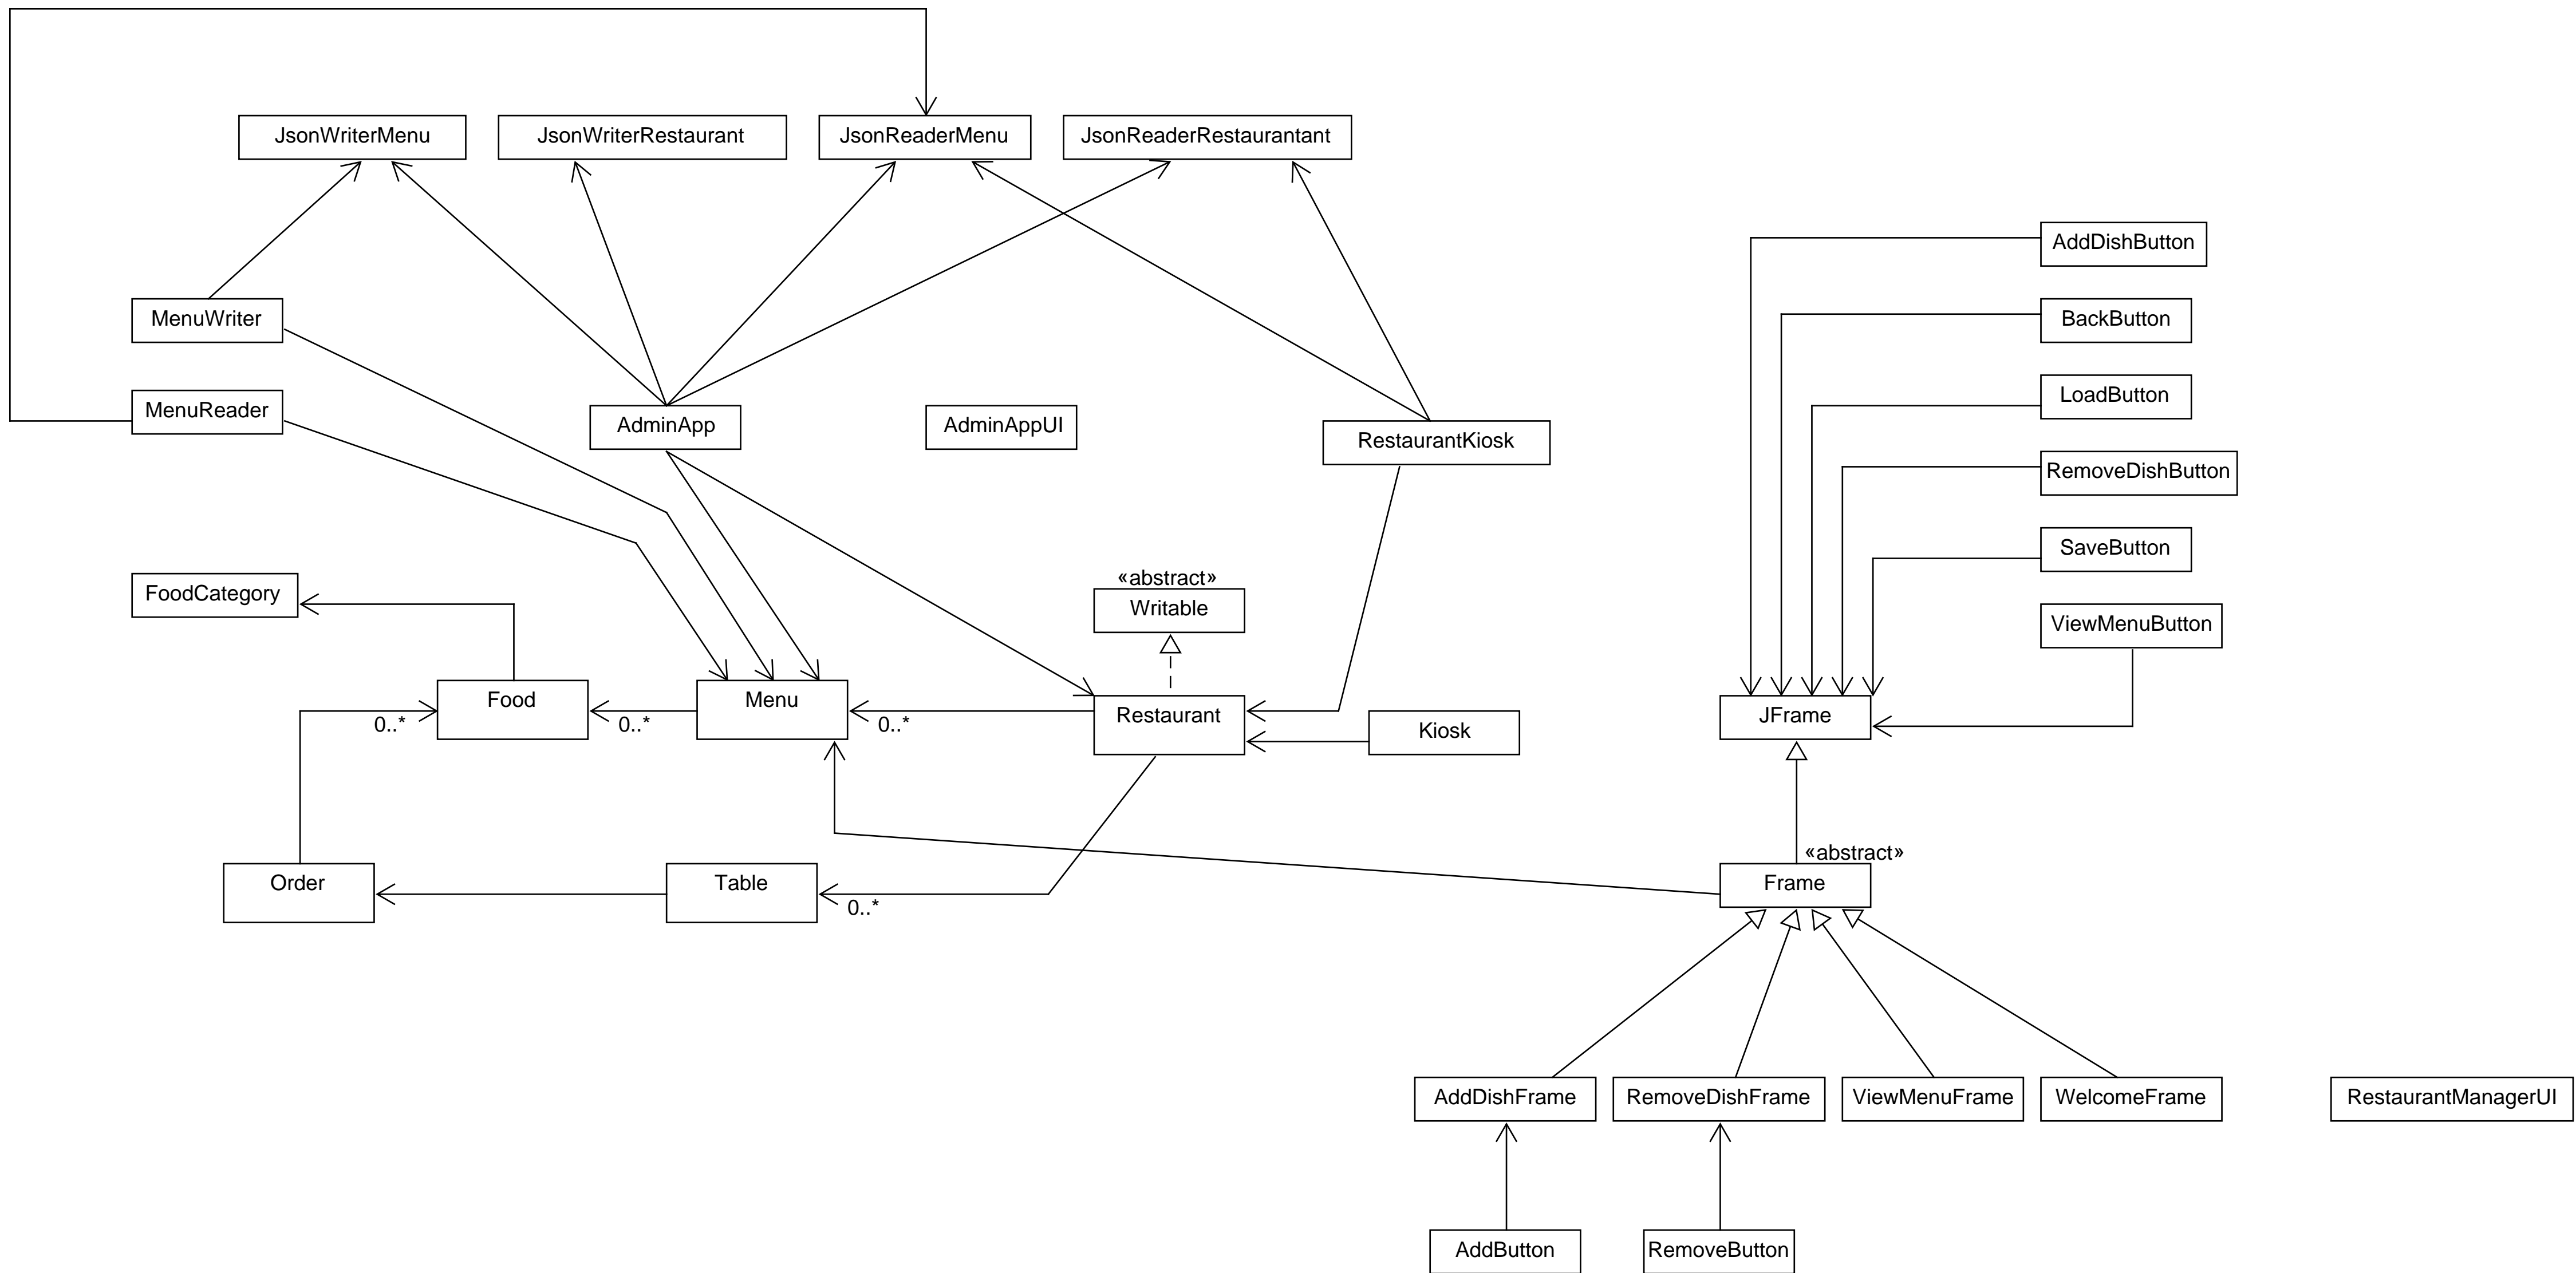 JsonWriterMenu
JsonWriterRestaurant
JsonReaderMenu
JsonReaderRestaurantant
AddDishButton
MenuWriter
BackButton
MenuReader
AdminApp
AdminAppUI
RestaurantKiosk
LoadButton
RemoveDishButton
SaveButton
FoodCategory
«abstract»
Writable
ViewMenuButton
Food
Menu
Restaurant
Kiosk
JFrame
0..*
0..*
0..*
«abstract»
Order
Table
Frame
0..*
AddDishFrame
RemoveDishFrame
ViewMenuFrame
WelcomeFrame
RestaurantManagerUI
AddButton
RemoveButton